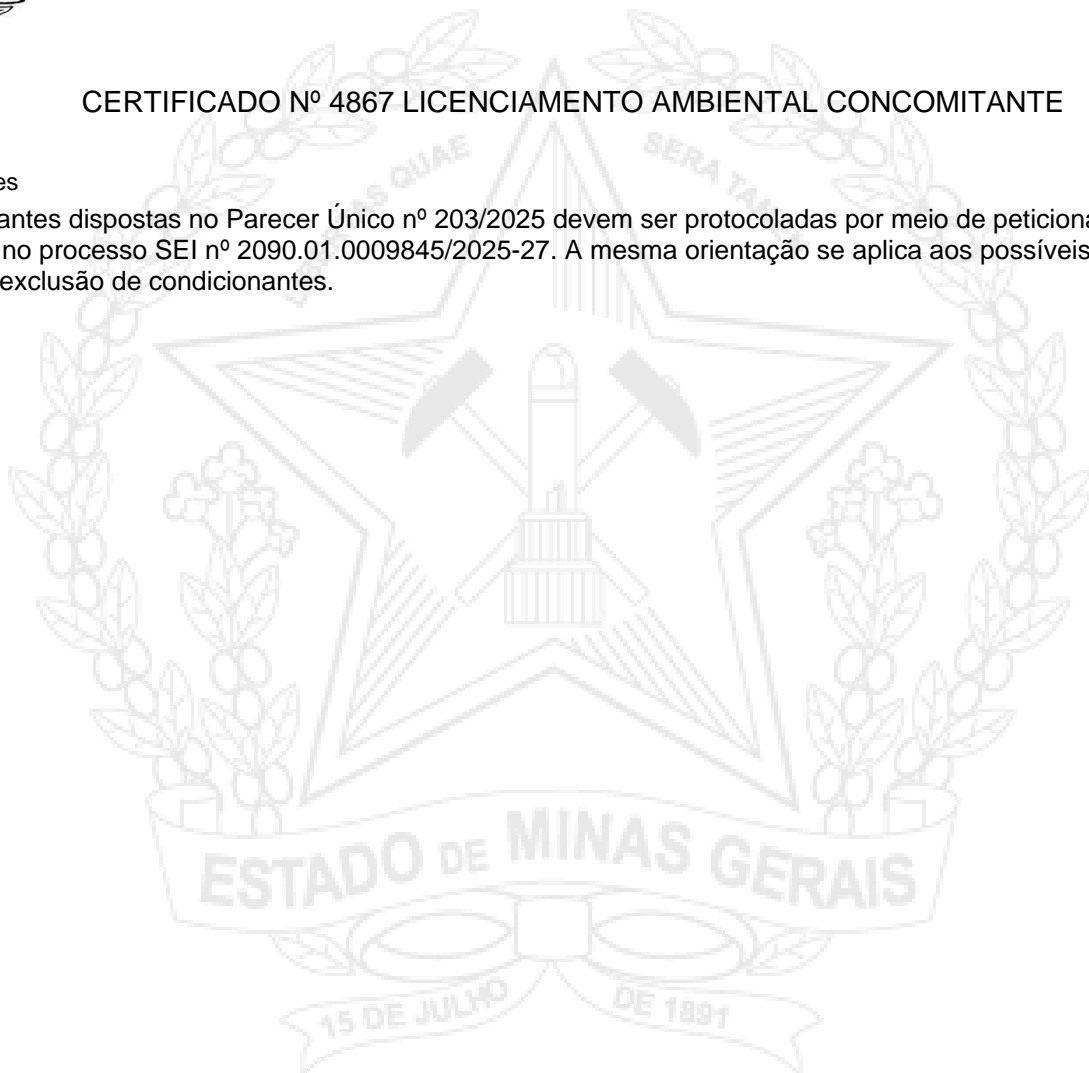 CERTIFICADO Nº 4867 LICENCIAMENTO AMBIENTAL CONCOMITANTE
es
antes dispostas no Parecer Único nº 203/2025 devem ser protocoladas por meio de peticiona
no processo SEI nº 2090.01.0009845/2025-27. A mesma orientação se aplica aos possíveis
exclusão de condicionantes.
QUAE SERA TAMEN
ESTADO DE MINAS GERAIS
15 DE JULHO DE 1891